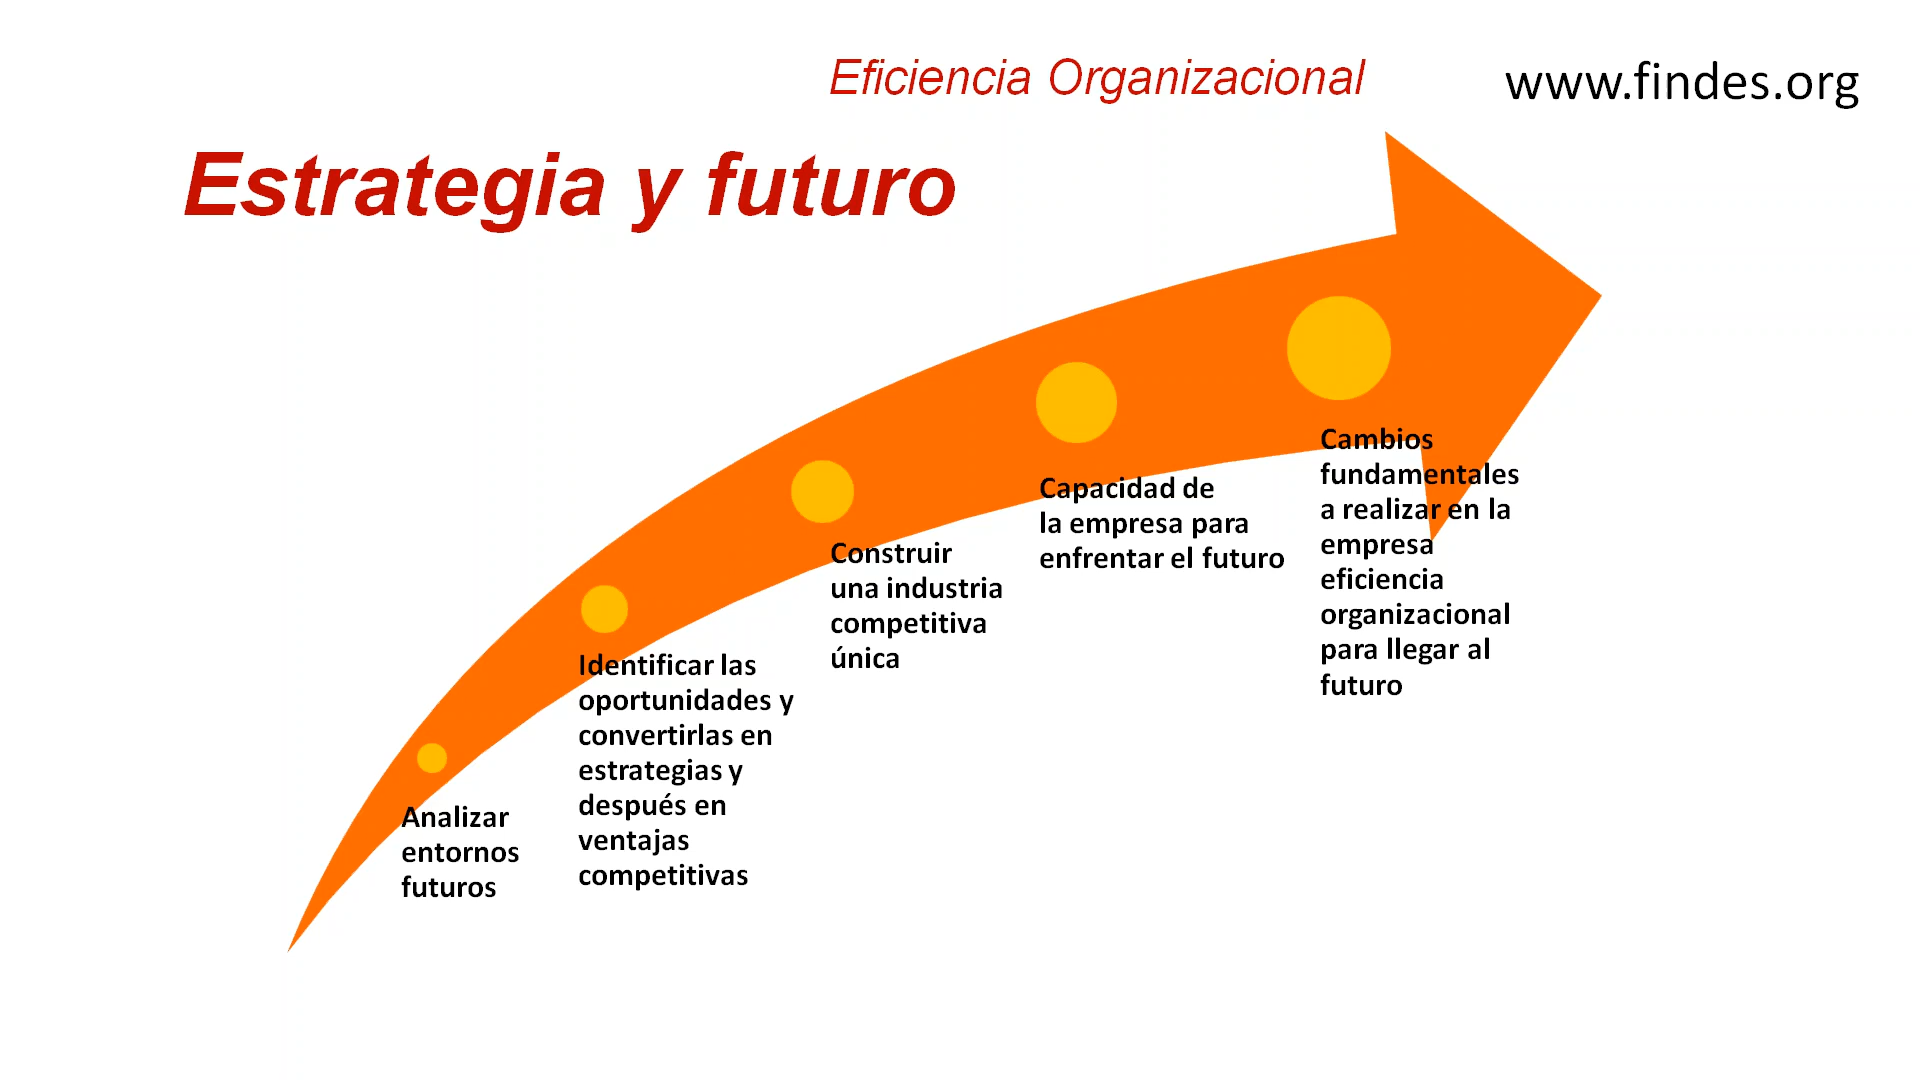 Eficiencia Organizacional
www.findes.org
Estrategia y futuro
Analizar
entornos
futuros
Identificar las
oportunidades y
convertirlas en
estrategias y
después en
ventajas
competitivas
Construir
una industria
competitiva
única
Capacidad de
la empresa para
enfrentar el futuro
Cambios
fundamentales
a realizar en la
empresa
eficiencia
organizacional
para llegar al
futuro